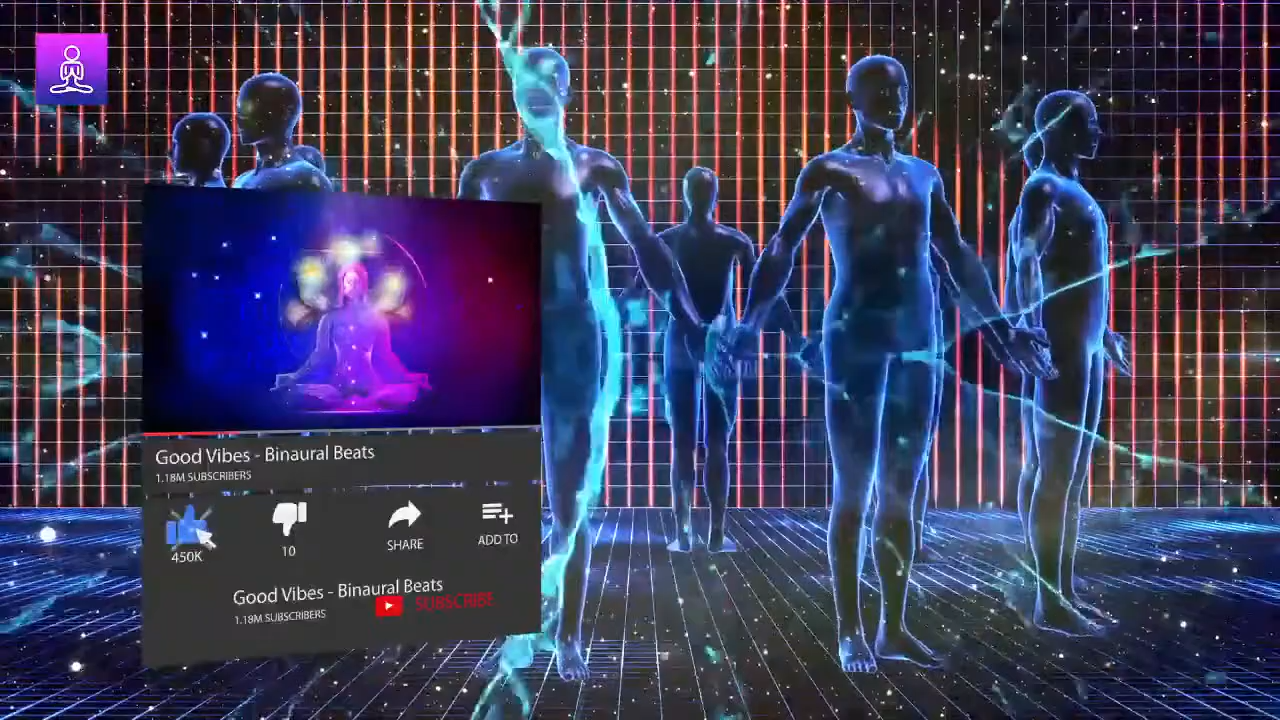 Good Vibes - Binaural Beats
1.18M SUBSCRIBERS
450K
10
SHARE
ADD TO
Good Vibes - Binaural Beats
1.18M SUBSCRIBERS
SUBSCRIBE